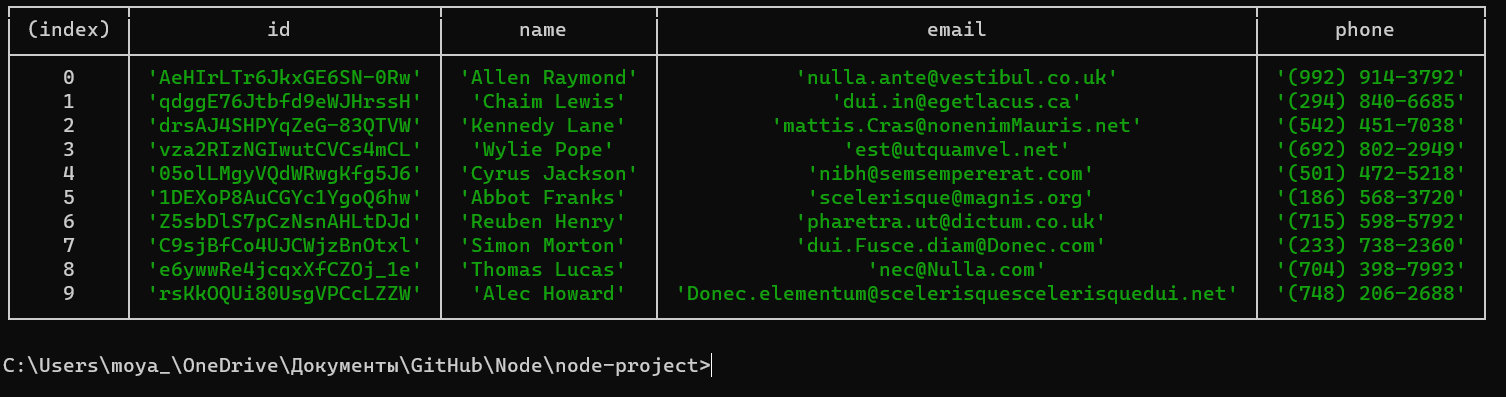 (index) id name email phone
0 'AeHIrLTr6JkxGE6SN-0Rw' 'Allen Raymond' 'nulla.ante@vestibul.co.uk' '(992) 914-3792'
1 'qdggE76Jtbfd9eWJHrssH' 'Chaim Lewis' 'dui.in@egetlacus.ca' '(294) 840-6685'
2 'drsAJ4SHPYqZeG-83QTVW' 'Kennedy Lane' 'mattis.Cras@nonenimMauris.net' '(542) 451-7038'
3 'vza2RIzNGIwutCVCs4mCL' 'Wylie Pope' 'est@utquamvel.net' '(692) 802-2949'
4 '05olLMgyVQdWRwgKfg5J6' 'Cyrus Jackson' 'nibh@semsempererat.com' '(501) 472-5218'
5 '1DEXoP8AuCGYc1YgoQ6hw' 'Abbot Franks' 'scelerisque@magnis.org' '(186) 568-3720'
6 'Z5sbDlS7pCzNsnAHLtDJd' 'Reuben Henry' 'pharetra.ut@dictum.co.uk' '(715) 598-5792'
7 'C9sjBfCo4UJCWjzBnOtxl' 'Simon Morton' 'dui.Fusce.diam@Donec.com' '(233) 738-2360'
8 'e6ywwRe4jcqxXfCZOj_1e' 'Thomas Lucas' 'nec@Nulla.com' '(704) 398-7993'
9 'rsKkOQUi80UsgVPCcLZZW' 'Alec Howard' 'Donec.elementum@scelerisquescelerisquedui.net' '(748) 206-2688'
C:\Users\moya_\OneDrive\Документы\GitHub\Node\node-project>